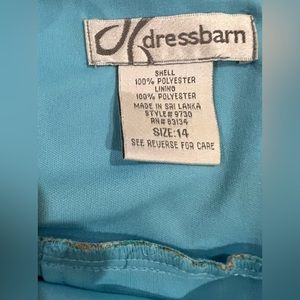 dressbarn
SHELL
100% POLYESTER
LINING
100% POLYESTER
MADE IN SRI LANKA
STYLE# 9730
RN# 83134
SIZE: 14
SEE REVERSE FOR CARE